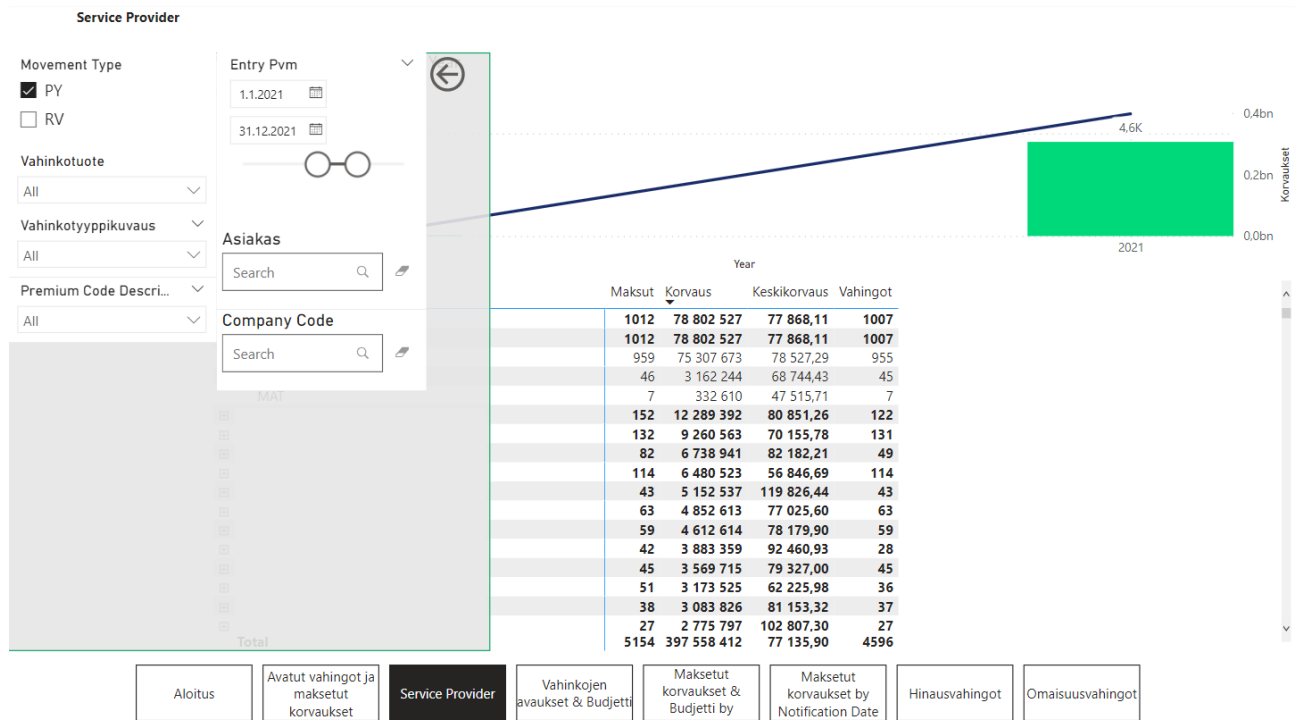 Service Provider
Movement Type
PY
RV
Vahinkotuote
All
Vahinkotyyppikuvaus
All
Premium Code Descri...
All
Entry Pvm
1.1.2021
31.12.2021
Asiakas
Search
Company Code
Search
4,6K
0,4bn
0,2bn
0,0bn
Korvaukset
2021
Year
Maksut Korvaus Keskikorvaus Vahingot
1012 78 802 527 77 868,11 1007
1012 78 802 527 77 868,11 1007
959 75 307 673 78 527,29 955
46 3 162 244 68 744,43 45
MAT 7 332 610 47 515,71 7
152 12 289 392 80 851,26 122
132 9 260 563 70 155,78 131
82 6 738 941 82 182,21 49
114 6 480 523 56 846,69 114
43 5 152 537 119 826,44 43
63 4 852 613 77 025,60 63
59 4 612 614 78 179,90 59
42 3 883 359 92 460,93 28
45 3 569 715 79 327,00 45
51 3 173 525 62 225,98 36
38 3 083 826 81 153,32 37
27 2 775 797 102 807,30 27
Total 5154 397 558 412 77 135,90 4596
Aloitus
Avatut vahingot ja
maksetut
korvaukset
Service Provider
Vahinkojen
avaukset & Budjetti
Maksetut
korvaukset &
Budjetti by
Maksetut
korvaukset by
Notification Date
Hinausvahingot
Omaisuusvahingot